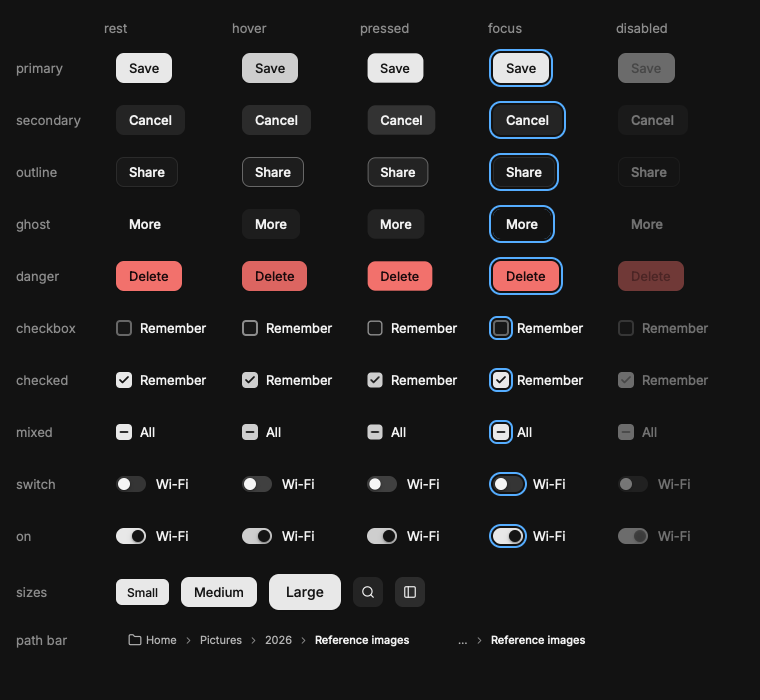 rest hover pressed focus disabled
primary Save Save Save Save Save
secondary Cancel Cancel Cancel Cancel Cancel
outline Share Share Share Share Share
ghost More More More More More
danger Delete Delete Delete Delete Delete
checkbox Remember Remember Remember Remember Remember
checked Remember Remember Remember Remember Remember
mixed All All All All All
switch Wi-Fi Wi-Fi Wi-Fi Wi-Fi Wi-Fi
on Wi-Fi Wi-Fi Wi-Fi Wi-Fi Wi-Fi
sizes Small Medium Large
path bar Home > Pictures > 2026 > Reference images ... > Reference images